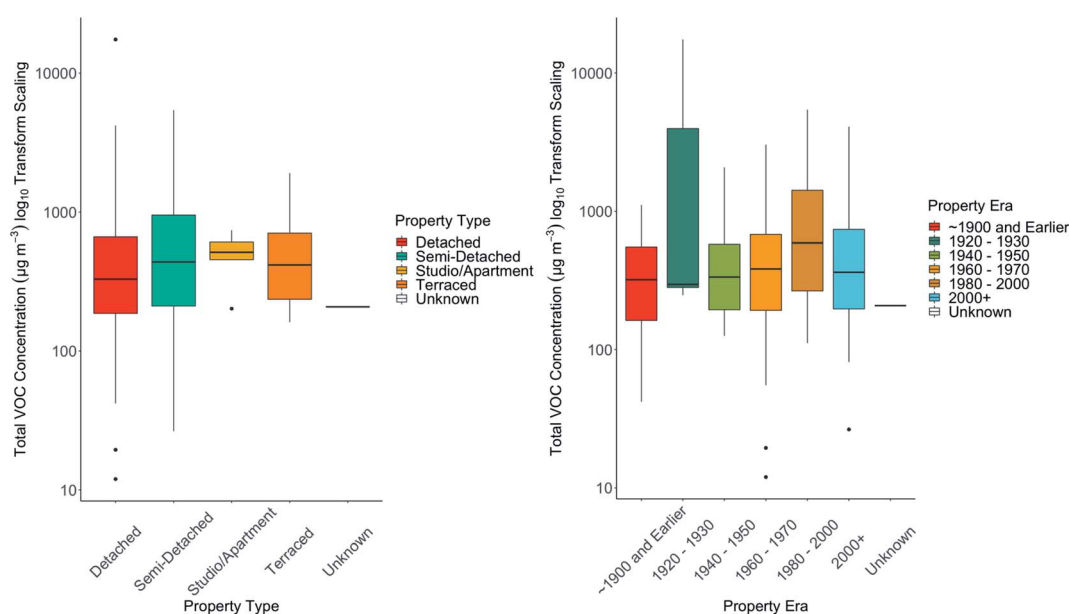 Total VOC Concentration (µg m⁻³) log₁₀ Transform Scaling
10000
1000
100
10
Detached
Semi-Detached
Studio/Apartment
Terraced
Unknown
Property Type
Property Type
Detached
Semi-Detached
Studio/Apartment
Terraced
Unknown
Total VOC Concentration (µg m⁻³) log₁₀ Transform Scaling
10000
1000
100
10
~1900 and Earlier
1920 - 1930
1940 - 1950
1960 - 1970
1980 - 2000
2000+
Unknown
Property Era
Property Era
~1900 and Earlier
1920 - 1930
1940 - 1950
1960 - 1970
1980 - 2000
2000+
Unknown